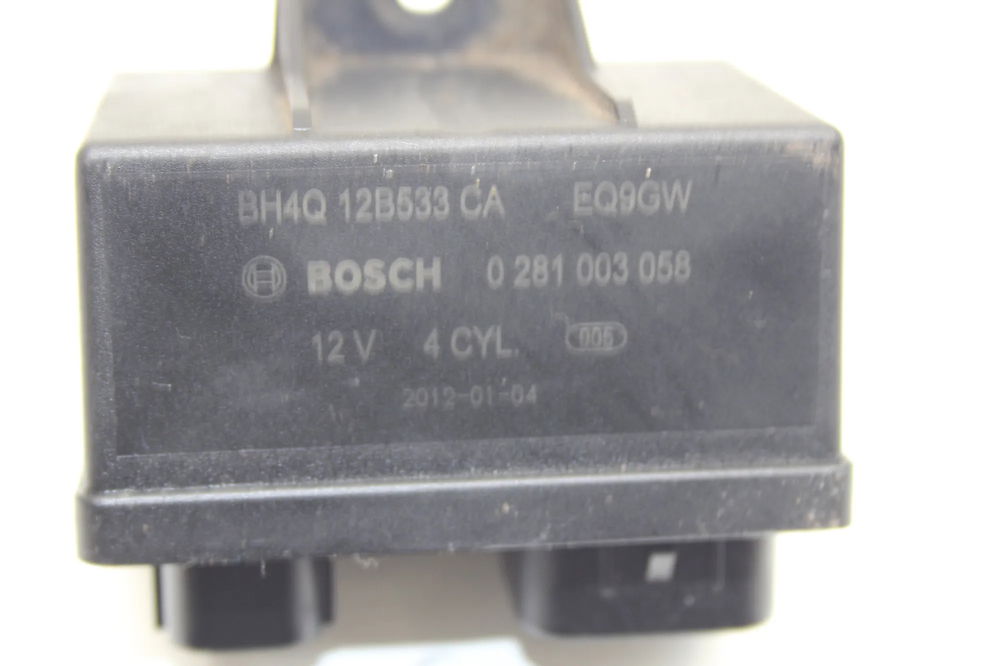 BH4Q 12B533 CA EQ9GW
BOSCH 0 281 003 058
12 V 4 CYL. 005
2012-01-04